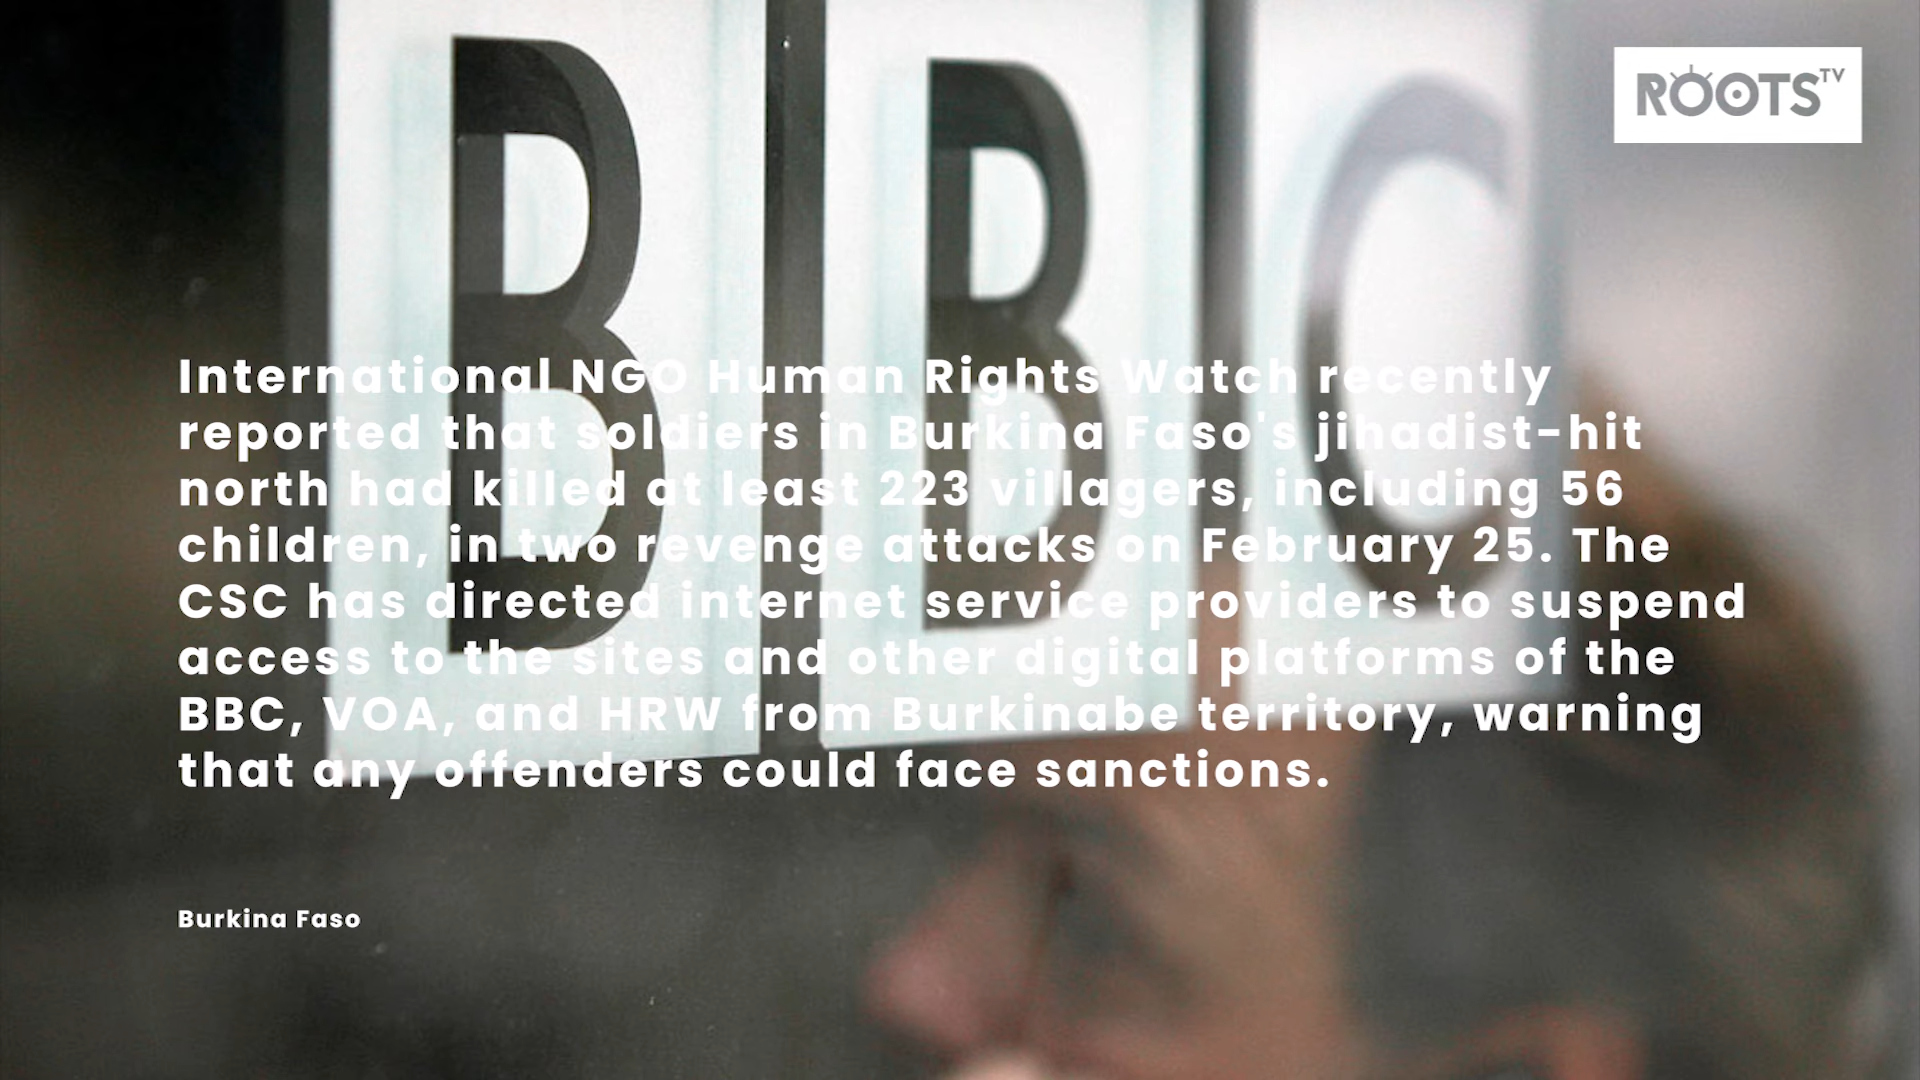 BBC
ROOTS TV
International NGO Human Rights Watch recently
reported that soldiers in Burkina Faso's jihadist-hit
north had killed at least 223 villagers, including 56
children, in two revenge attacks on February 25. The
CSC has directed internet service providers to suspend
access to the sites and other digital platforms of the
BBC, VOA, and HRW from Burkinabe territory, warning
that any offenders could face sanctions.
Burkina Faso